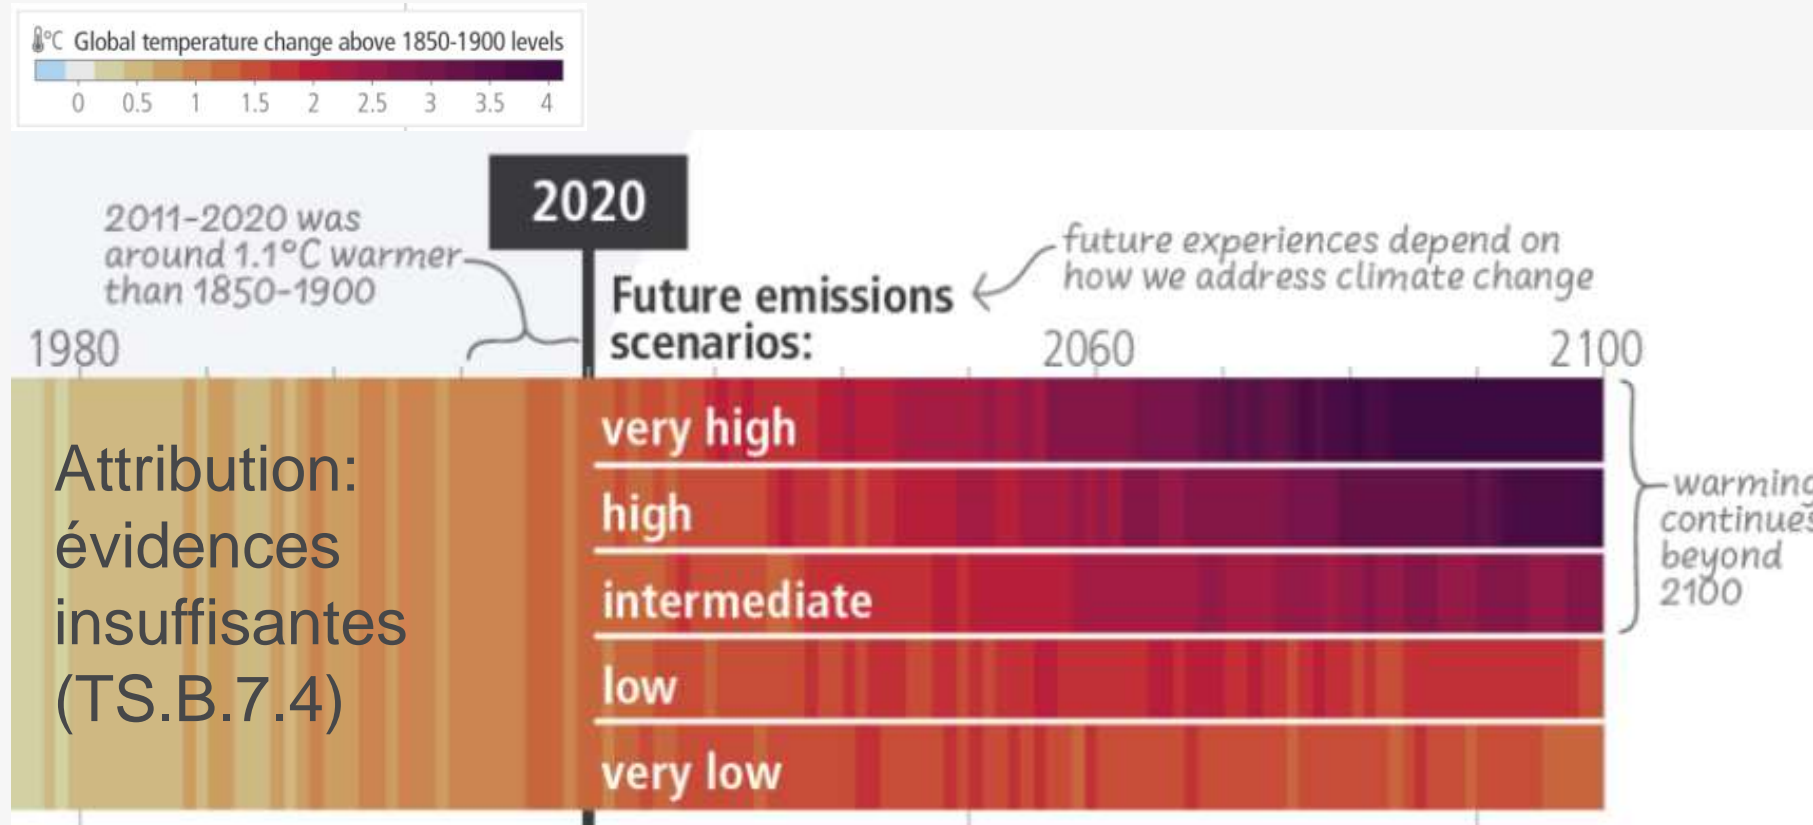 °C Global temperature change above 1850-1900 levels
0 0.5 1 1.5 2 2.5 3 3.5 4
2020
2011-2020 was
around 1.1°C warmer
than 1850-1900
future experiences depend on
how we address climate change
Future emissions
scenarios:
1980 2060 2100
very high
high
intermediate
low
very low
Attribution:
évidences
insuffisantes
(TS.B.7.4)
warming
continues
beyond
2100